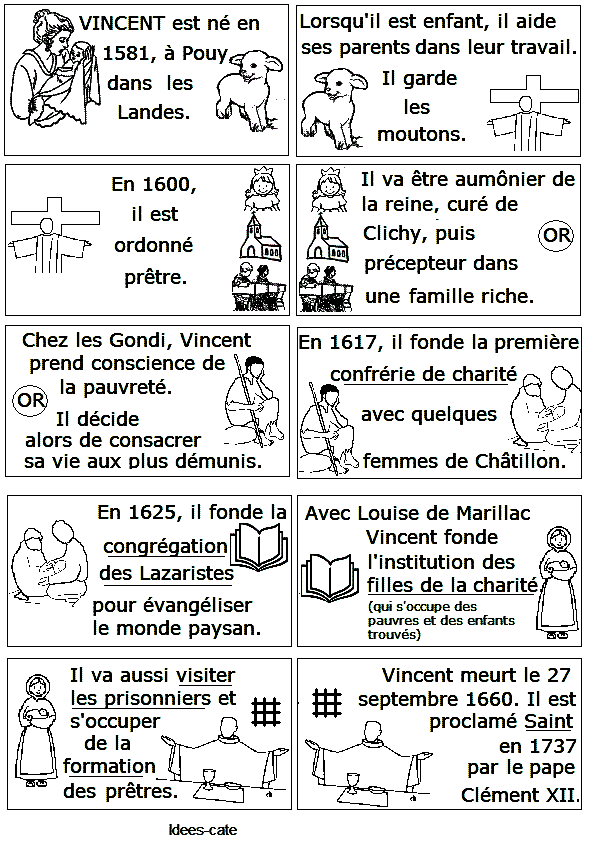 VINCENT est né en
1581, à Pouy
dans les
Landes.
Lorsqu'il est enfant, il aide
ses parents dans leur travail.
Il garde
les
moutons.
En 1600,
il est
ordonné
prêtre.
Il va être aumônier de
la reine, curé de
Clichy, puis
OR
précepteur dans
une famille riche.
Chez les Gondi, Vincent
prend conscience de
la pauvreté.
OR
Il décide
alors de consacrer
sa vie aux plus démunis.
En 1617, il fonde la première
confrérie de charité
avec quelques
femmes de Châtillon.
En 1625, il fonde la
congrégation
des Lazaristes
pour évangéliser
le monde paysan.
Avec Louise de Marillac
Vincent fonde
l'institution des
filles de la charité.
(qui s'occupe des
pauvres et des enfants
trouvés)
Il va aussi visiter
les prisonniers et
s'occuper
de la
formation
des prêtres.
Vincent meurt le 27
septembre 1660. Il est
proclamé Saint
en 1737
par le pape
Clément XII.
Idees-cate